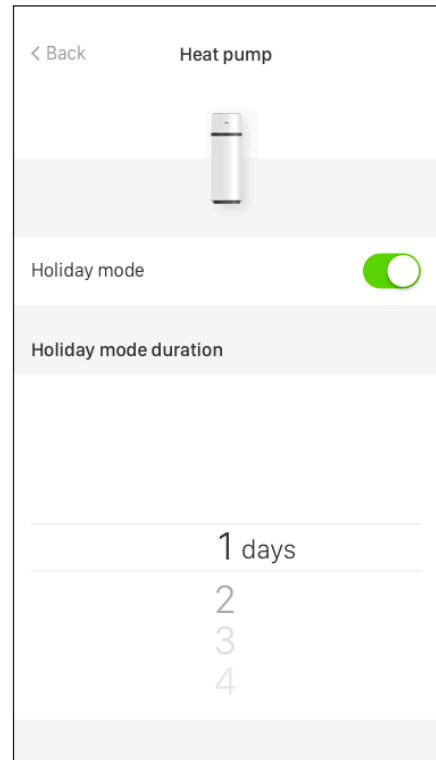 < Back Heat pump
Holiday mode
Holiday mode duration
1 days
2
3
4